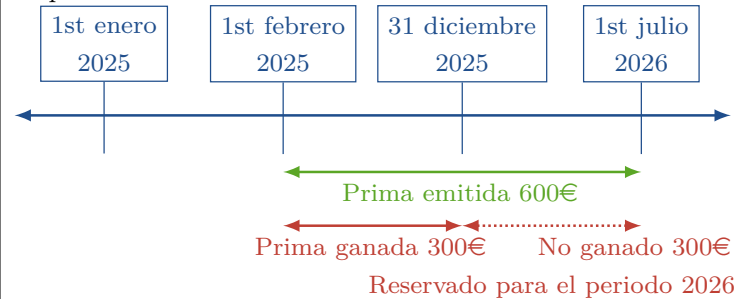 1st enero
2025
1st febrero
2025
31 diciembre
2025
1st julio
2026
Prima emitida 600€
Prima ganada 300€
No ganado 300€
Reservado para el periodo 2026